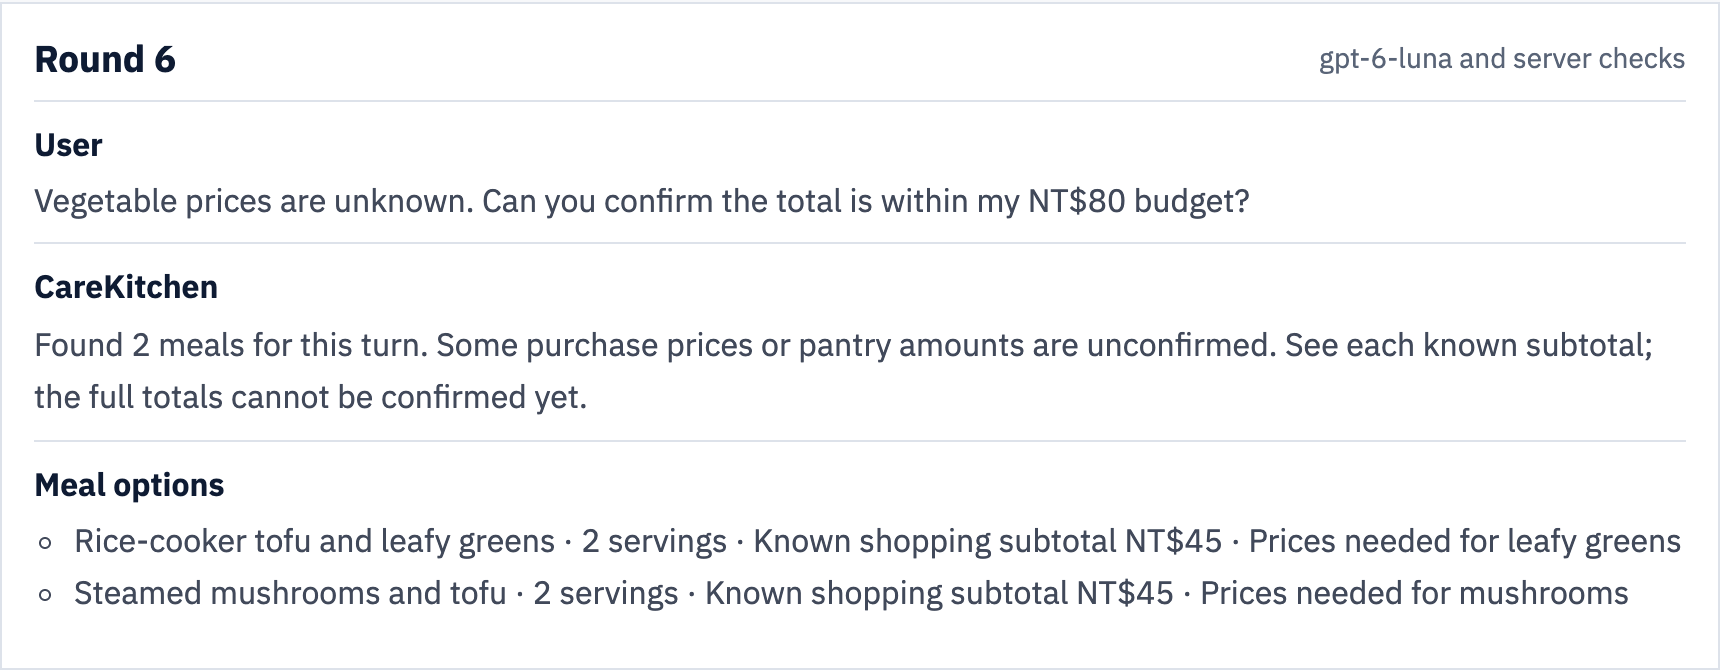 Round 6
gpt-6-luna and server checks
User
Vegetable prices are unknown. Can you confirm the total is within my NT$80 budget?
CareKitchen
Found 2 meals for this turn. Some purchase prices or pantry amounts are unconfirmed. See each known subtotal;
the full totals cannot be confirmed yet.
Meal options
Rice-cooker tofu and leafy greens · 2 servings · Known shopping subtotal NT$45 · Prices needed for leafy greens
Steamed mushrooms and tofu · 2 servings · Known shopping subtotal NT$45 · Prices needed for mushrooms